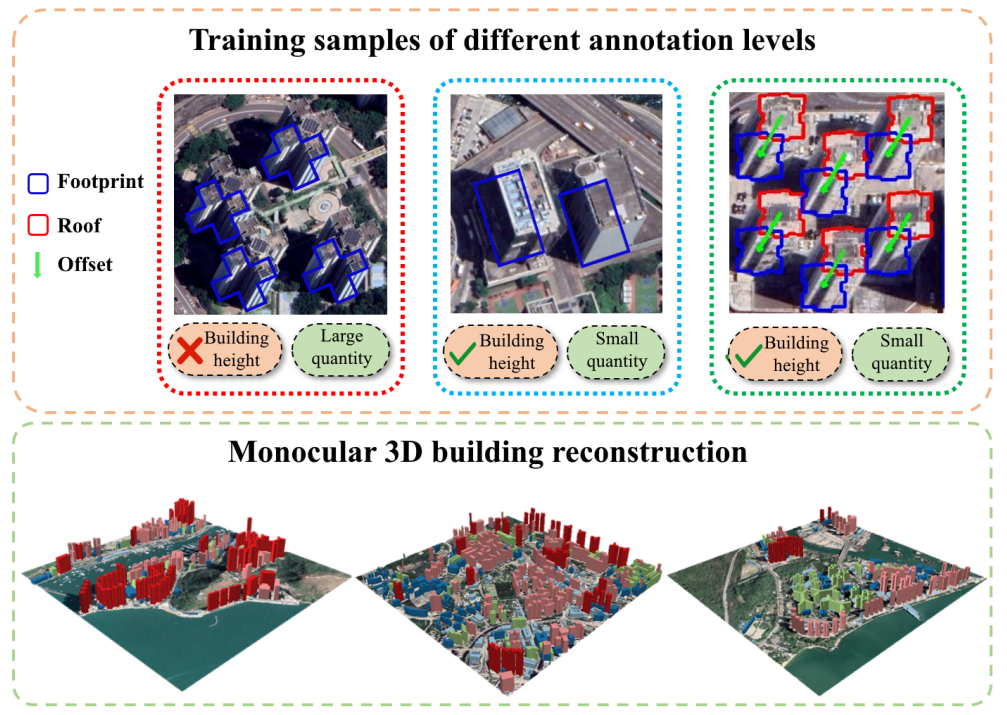 Training samples of different annotation levels
Footprint
Roof
Offset
Building
height
Large
quantity
Building
height
Small
quantity
Building
height
Small
quantity
Monocular 3D building reconstruction